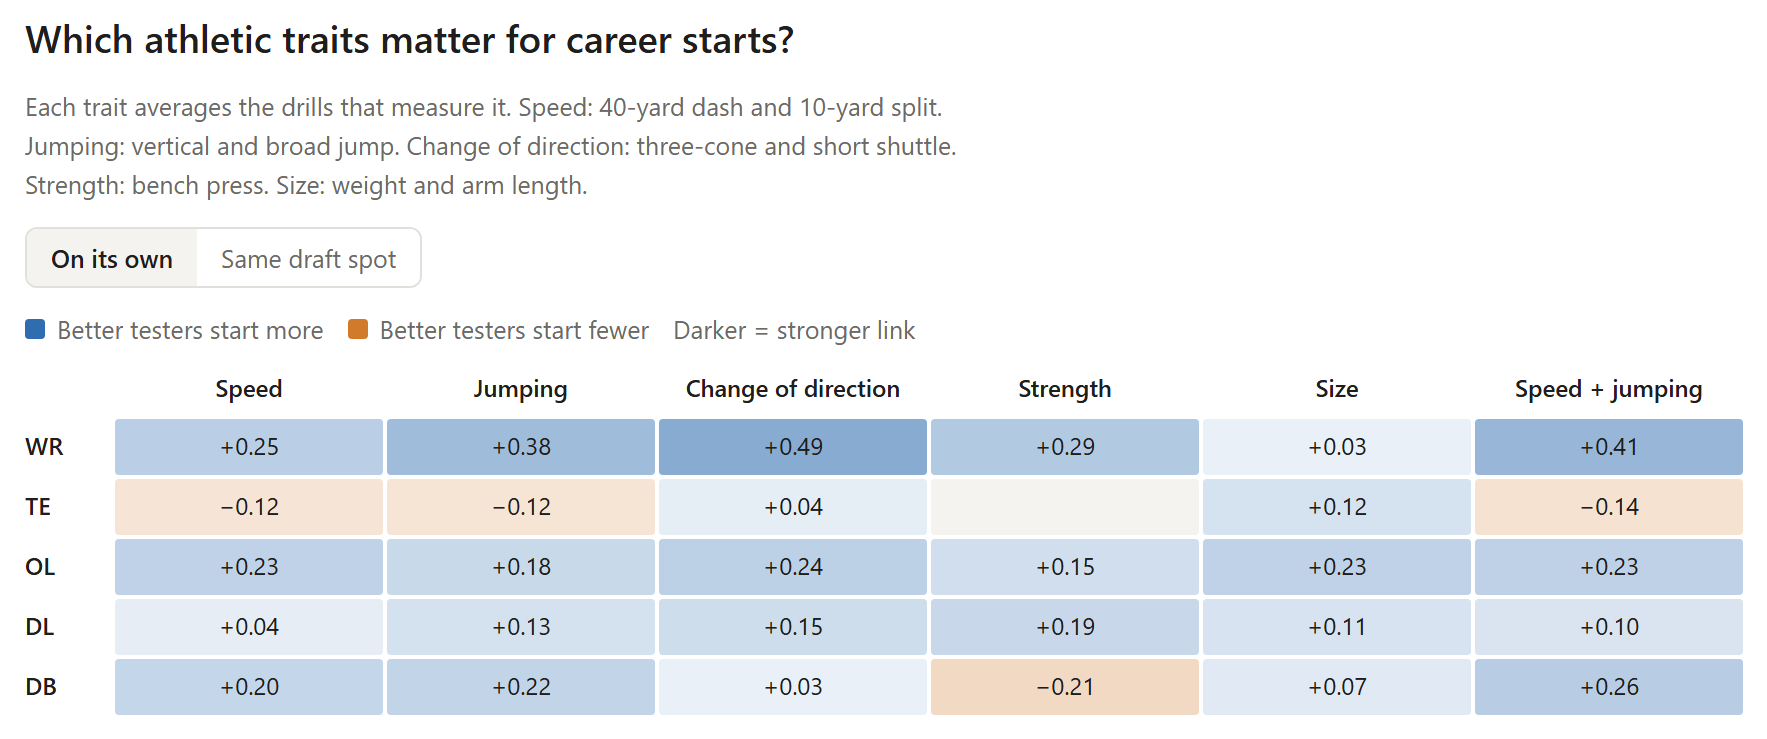 Which athletic traits matter for career starts?
Each trait averages the drills that measure it. Speed: 40-yard dash and 10-yard split.
Jumping: vertical and broad jump. Change of direction: three-cone and short shuttle.
Strength: bench press. Size: weight and arm length.
On its own Same draft spot
Better testers start more Better testers start fewer Darker = stronger link
Speed Jumping Change of direction Strength Size Speed + jumping
WR +0.25 +0.38 +0.49 +0.29 +0.03 +0.41
TE −0.12 −0.12 +0.04 +0.12 −0.14
OL +0.23 +0.18 +0.24 +0.15 +0.23 +0.23
DL +0.04 +0.13 +0.15 +0.19 +0.11 +0.10
DB +0.20 +0.22 +0.03 −0.21 +0.07 +0.26